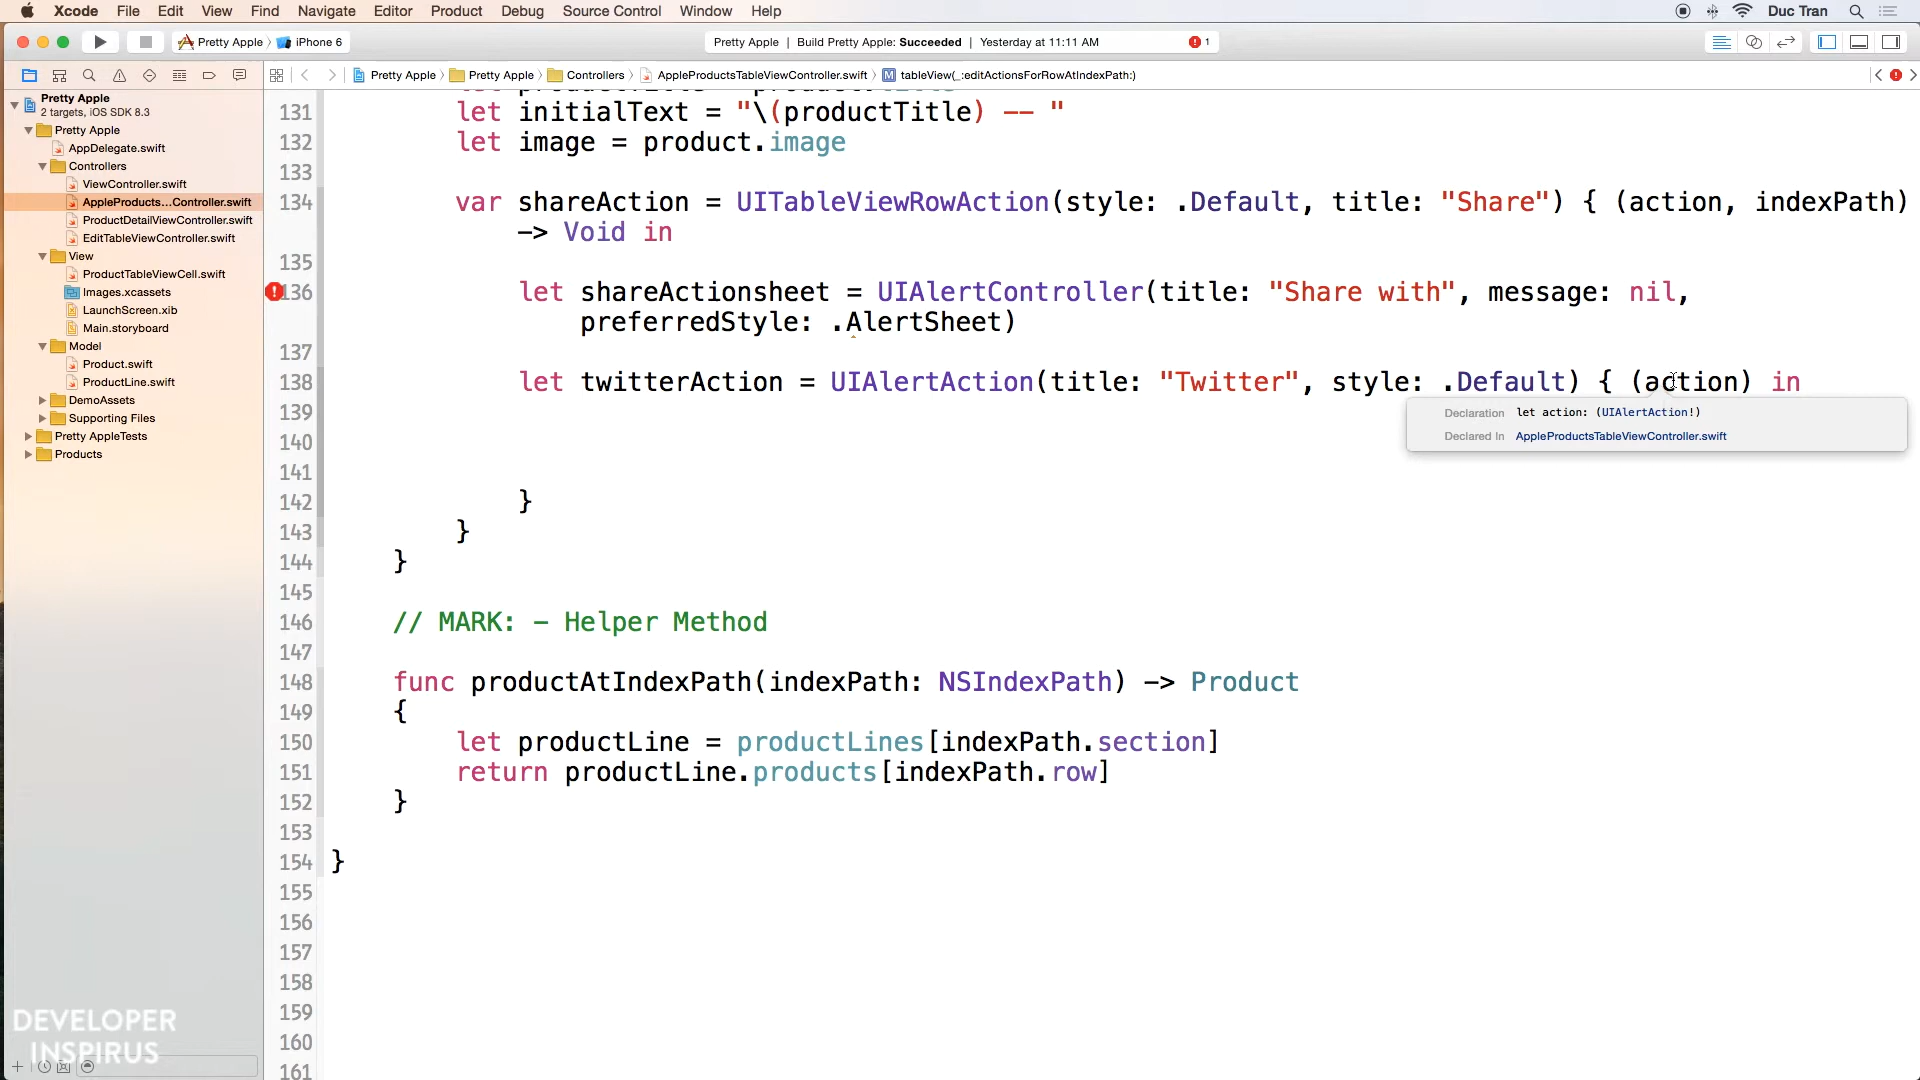 Xcode File Edit View Find Navigate Editor Product Debug Source Control Window Help Duc Tran
Pretty Apple iPhone 6 Pretty Apple | Build Pretty Apple: Succeeded | Yesterday at 11:11 AM 1
Pretty Apple Pretty Apple Controllers AppleProductsTableViewController.swift M tableView(_:editActionsForRowAtIndexPath:)
Pretty Apple
2 targets, iOS SDK 8.3
Pretty Apple
AppDelegate.swift
Controllers
ViewController.swift
AppleProducts...Controller.swift
ProductDetailViewController.swift
EditTableViewController.swift
View
ProductTableViewCell.swift
Images.xcassets
LaunchScreen.xib
Main.storyboard
Model
Product.swift
ProductLine.swift
DemoAssets
Supporting Files
Pretty AppleTests
Products
131 let initialText = "\(productTitle) -- "
132 let image = product.image
133
134 var shareAction = UITableViewRowAction(style: .Default, title: "Share") { (action, indexPath)
-> Void in
135
136 let shareActionsheet = UIAlertController(title: "Share with", message: nil,
preferredStyle: .AlertSheet)
137
138 let twitterAction = UIAlertAction(title: "Twitter", style: .Default) { (action) in
139
Declaration let action: (UIAlertAction!)
Declared In AppleProductsTableViewController.swift
140
141
142 }
143 }
144 }
145
146 // MARK: - Helper Method
147
148 func productAtIndexPath(indexPath: NSIndexPath) -> Product
149 {
150 let productLine = productLines[indexPath.section]
151 return productLine.products[indexPath.row]
152 }
153
154 }
155
156
157
158
159
160
161
DEVELOPER
INSPIRUS